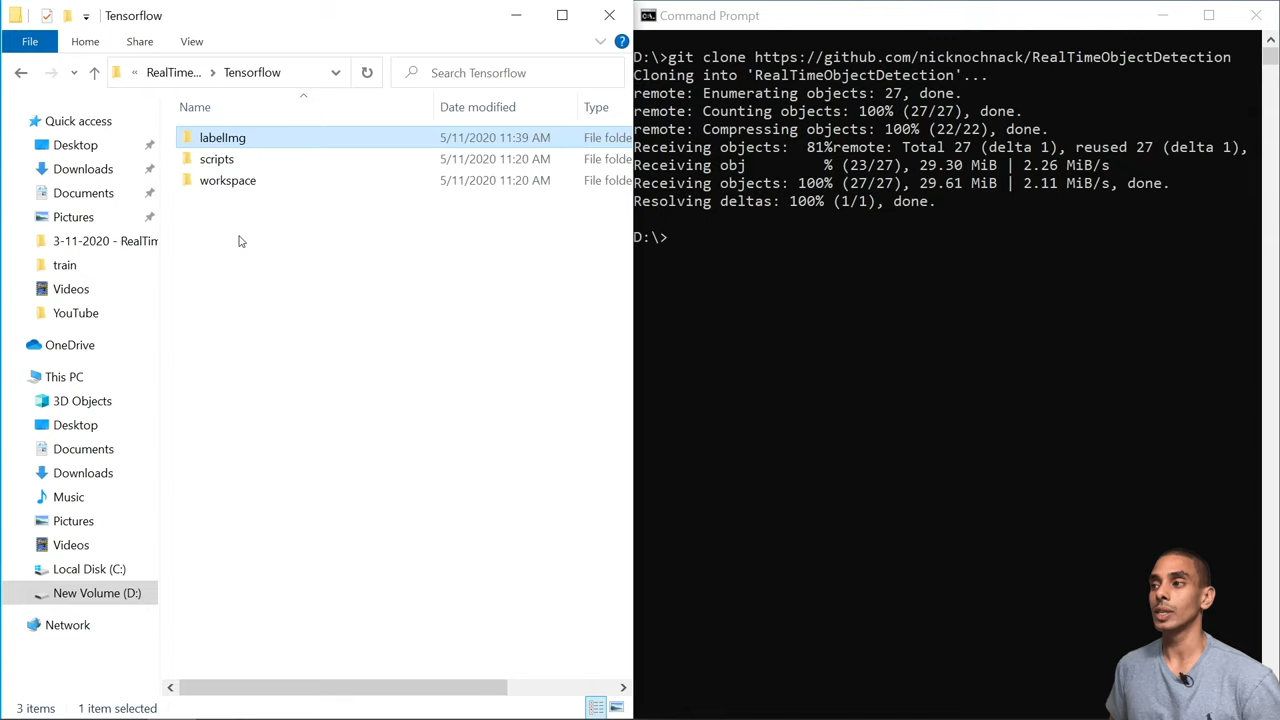 Tensorflow
File
Home
Share
View
RealTime...
Tensorflow
Search Tensorflow
Name
Date modified
Type
labelImg
5/11/2020 11:39 AM
File folde
scripts
5/11/2020 11:20 AM
File folde
workspace
5/11/2020 11:20 AM
File folde
Quick access
Desktop
Downloads
Documents
Pictures
3-11-2020 - RealTim
train
Videos
YouTube
OneDrive
This PC
3D Objects
Desktop
Documents
Downloads
Music
Pictures
Videos
Local Disk (C:)
New Volume (D:)
Network
3 items
1 item selected
Command Prompt
D:\>git clone https://github.com/nicknochnack/RealTimeObjectDetection
Cloning into 'RealTimeObjectDetection'...
remote: Enumerating objects: 27, done.
remote: Counting objects: 100% (27/27), done.
remote: Compressing objects: 100% (22/22), done.
Receiving objects:  81%remote: Total 27 (delta 1), reused 27 (delta 1),
Receiving obj        % (23/27), 29.30 MiB | 2.26 MiB/s
Receiving objects: 100% (27/27), 29.61 MiB | 2.11 MiB/s, done.
Resolving deltas: 100% (1/1), done.
D:\>